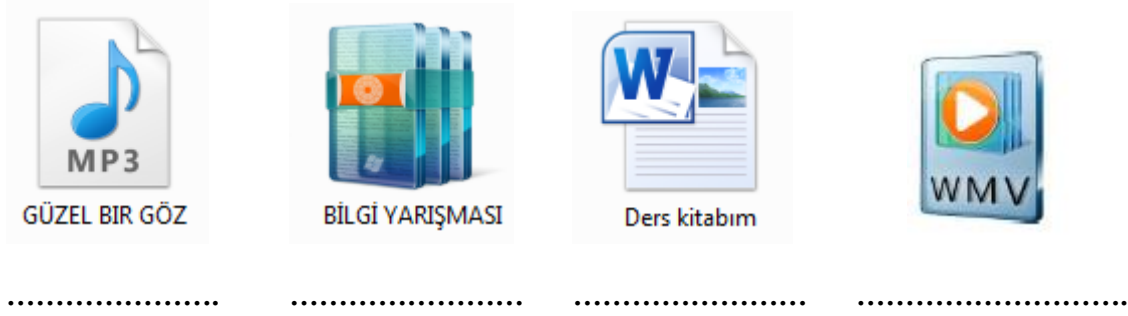 MP3
GÜZEL BIR GÖZ
BİLGİ YARIŞMASI
W
Ders kitabım
WMV
…………………. …………………… …………………… ……………………….